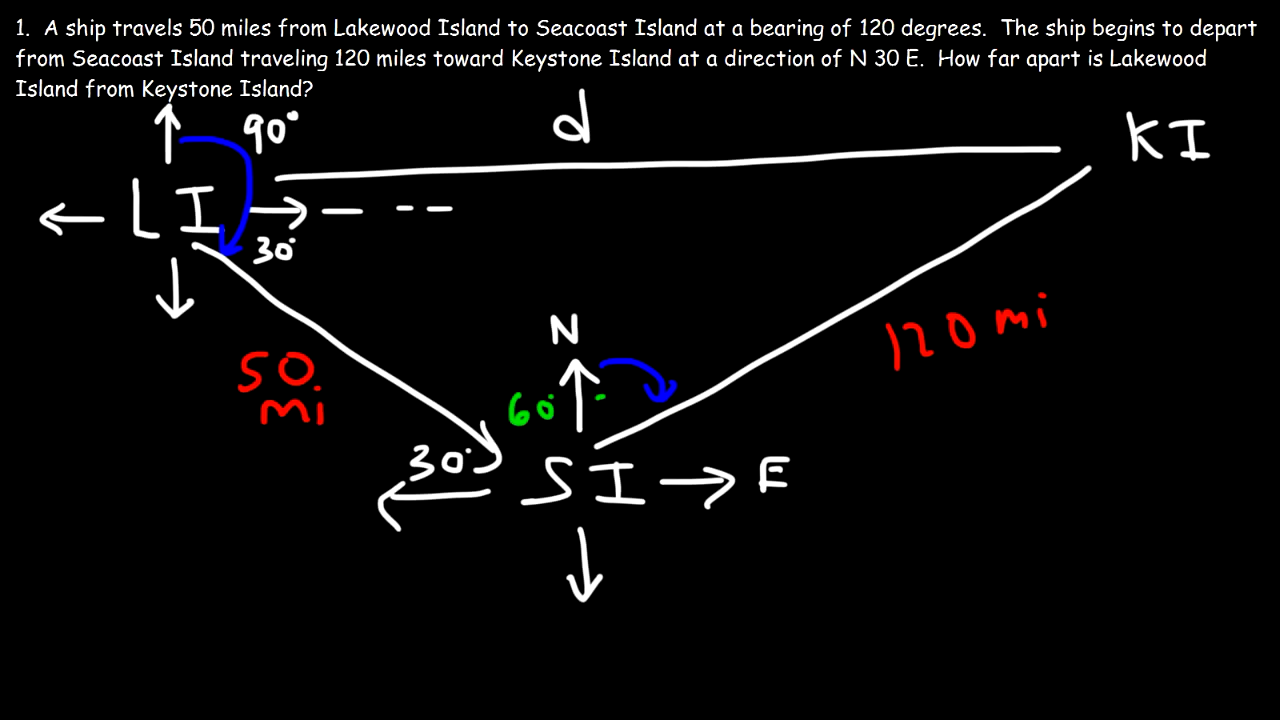 1. A ship travels 50 miles from Lakewood Island to Seacoast Island at a bearing of 120 degrees. The ship begins to depart
from Seacoast Island traveling 120 miles toward Keystone Island at a direction of N 30 E. How far apart is Lakewood
Island from Keystone Island?
90° d KI
LI
30°
N
120 mi
50
mi
60°
30°
SI E